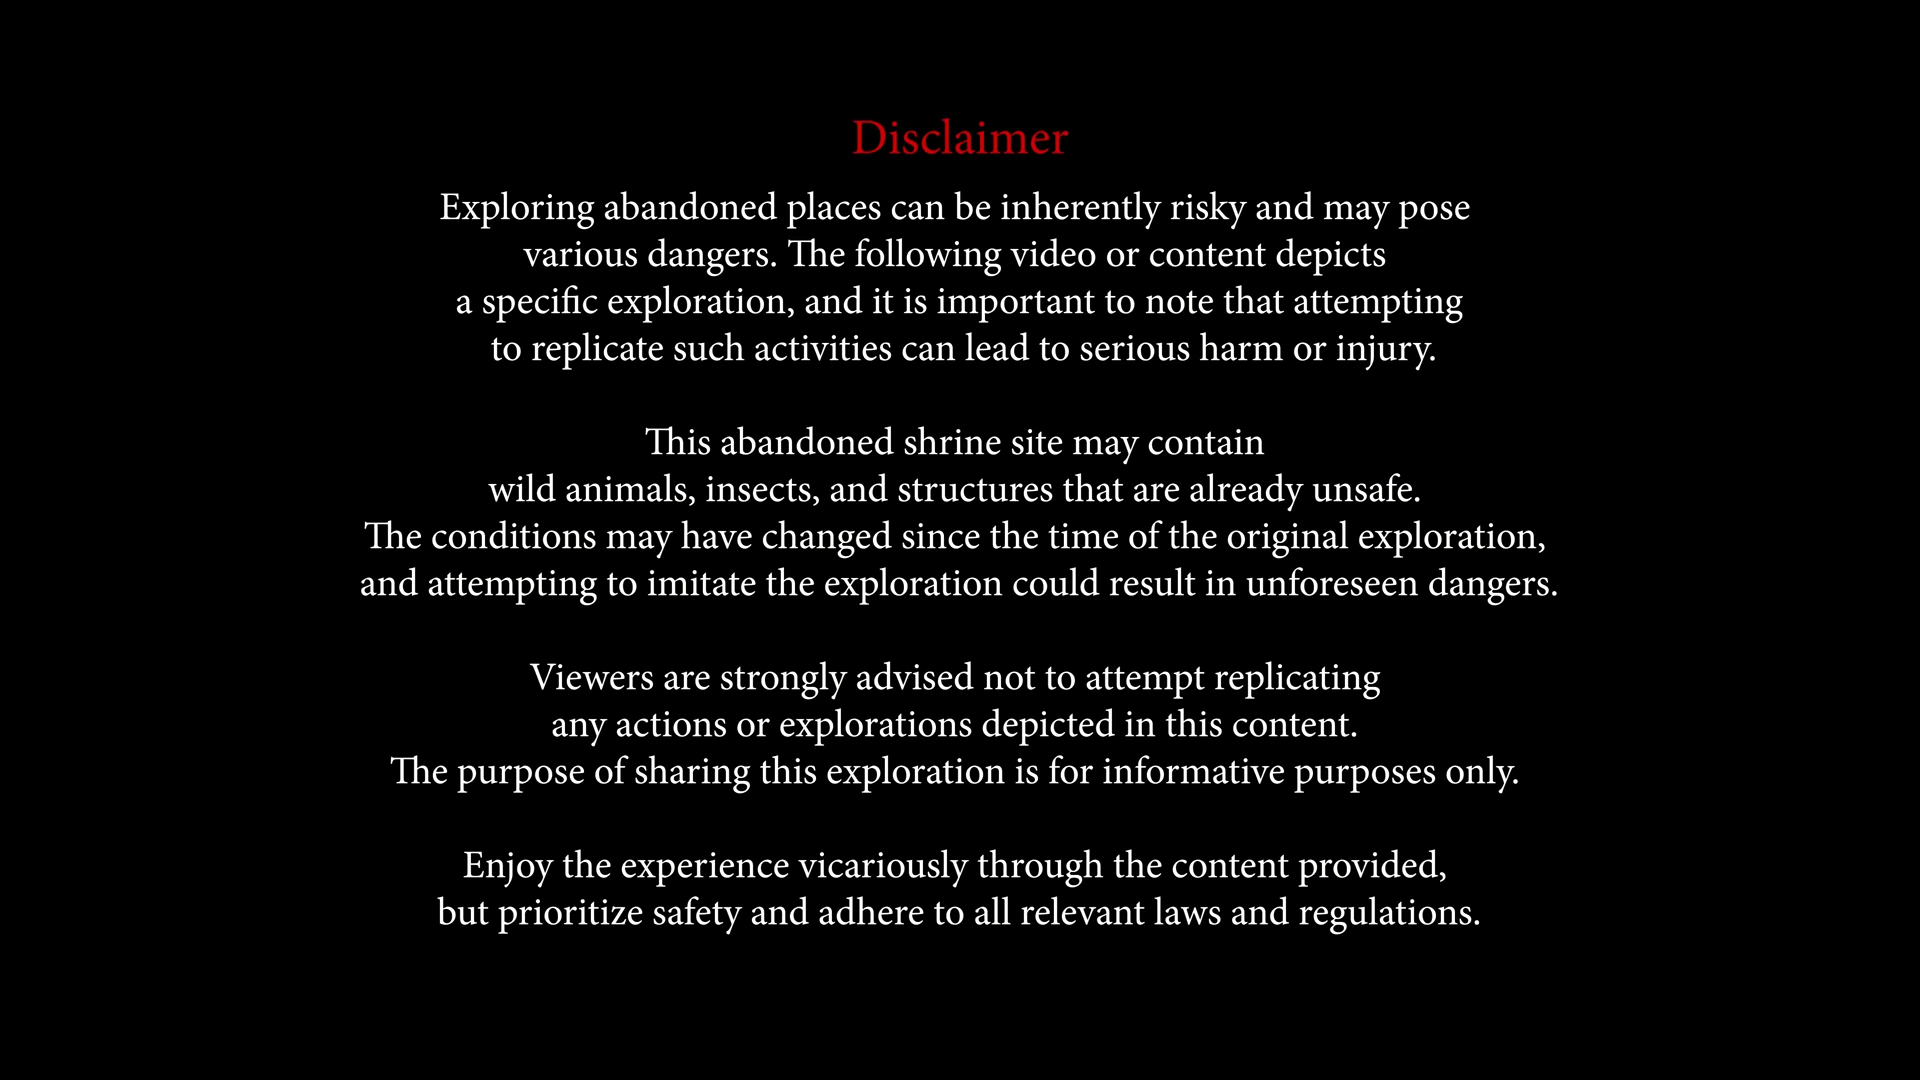 Disclaimer
Exploring abandoned places can be inherently risky and may pose
various dangers. The following video or content depicts
a specific exploration, and it is important to note that attempting
to replicate such activities can lead to serious harm or injury.
This abandoned shrine site may contain
wild animals, insects, and structures that are already unsafe.
The conditions may have changed since the time of the original exploration,
and attempting to imitate the exploration could result in unforeseen dangers.
Viewers are strongly advised not to attempt replicating
any actions or explorations depicted in this content.
The purpose of sharing this exploration is for informative purposes only.
Enjoy the experience vicariously through the content provided,
but prioritize safety and adhere to all relevant laws and regulations.